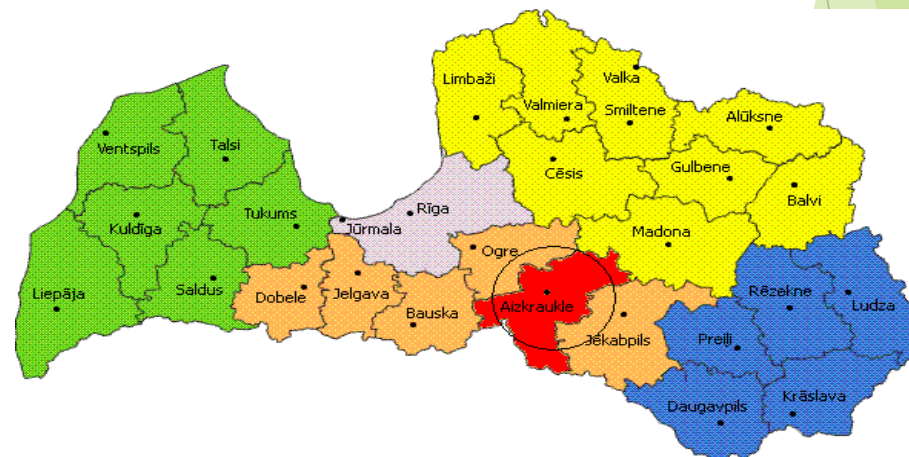 Limbaži
Valka
Valmiera
Smiltene
Alūksne
Ventspils
Talsi
Cēsis
Gulbene
Balvi
Kuldīga
Tukums
Rīga
Jūrmala
Madona
Ogre
Liepāja
Saldus
Dobele
Jelgava
Bauska
Aizkraukle
Jēkabpils
Rēzekne
Ludza
Preiļi
Daugavpils
Krāslava